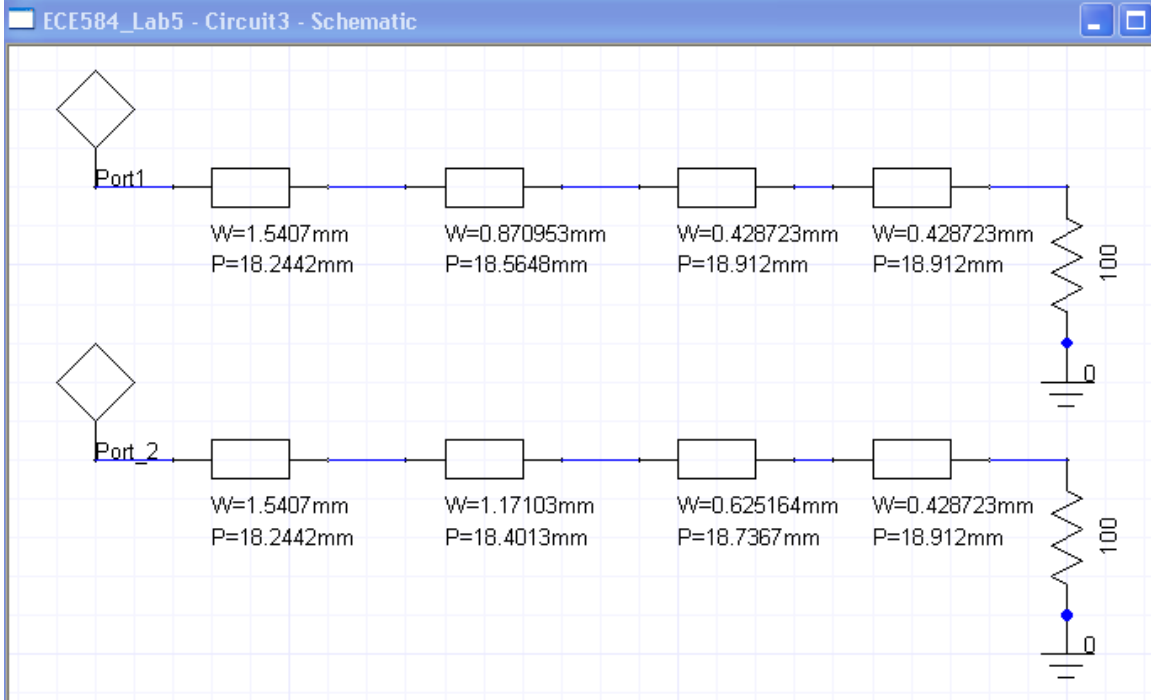 ECE584_Lab5 - Circuit3 - Schematic
Port1
W=1.5407mm
P=18.2442mm
W=0.870953mm
P=18.5648mm
W=0.428723mm
P=18.912mm
W=0.428723mm
P=18.912mm
100
0
Port_2
W=1.5407mm
P=18.2442mm
W=1.17103mm
P=18.4013mm
W=0.625164mm
P=18.7367mm
W=0.428723mm
P=18.912mm
100
0